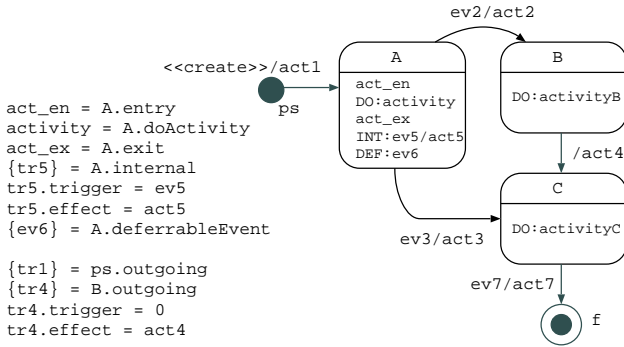 ev2/act2
<<create>>/act1
A
B
act_en
DO:activity
act_ex
INT:ev5/act5
DEF:ev6
DO:activityB
ps
act_en = A.entry
activity = A.doActivity
act_ex = A.exit
{tr5} = A.internal
tr5.trigger = ev5
tr5.effect = act5
{ev6} = A.deferrableEvent
/act4
C
DO:activityC
ev3/act3
{tr1} = ps.outgoing
{tr4} = B.outgoing
tr4.trigger = 0
tr4.effect = act4
ev7/act7
f